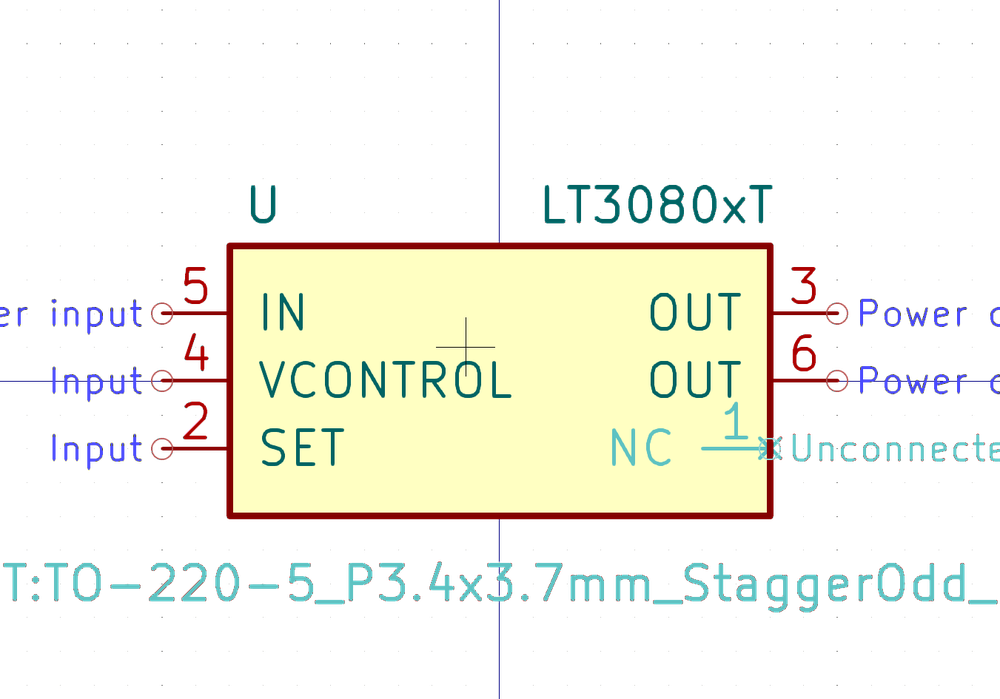 U LT3080xT
5 3
er input IN OUT Power
4 6
Input VCONTROL OUT Power
2 1
Input SET NC Unconnecte
T:TO-220-5_P3.4x3.7mm_StaggerOdd_